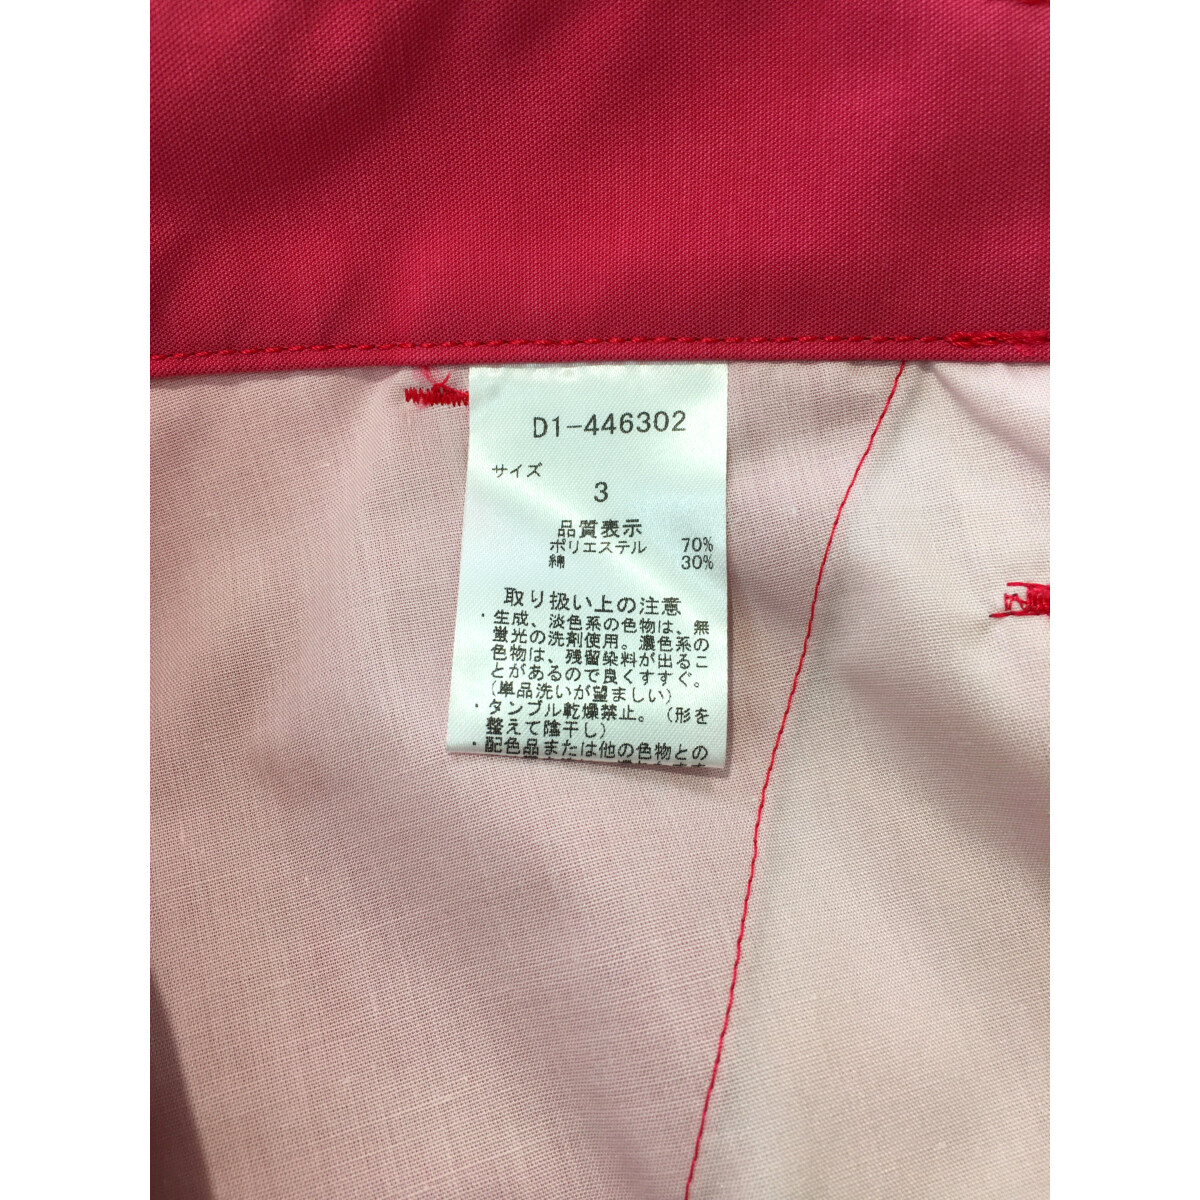 D1-446302
サイズ
3
品質表示
ポリエステル 70%
綿 30%
取り扱い上の注意
・生成、淡色系の色物は、無
蛍光の洗剤使用。濃色系の
色物は、残留染料が出るこ
とがあるので良くすすぐ。
(単品洗いが望ましい)
・タンブル乾燥禁止。(形を
整えて陰干し)
・配色品または他の色物との